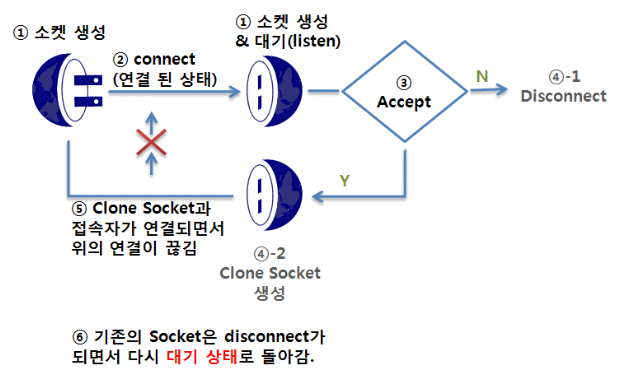 ① 소켓 생성
① 소켓 생성
& 대기(listen)
② connect
(연결 된 상태)
③
Accept
N
④-1
Disconnect
Y
⑤ Clone Socket과
접속자가 연결되면서
위의 연결이 끊김
④-2
Clone Socket
생성
⑥ 기존의 Socket은 disconnect가
되면서 다시 대기 상태로 돌아감.